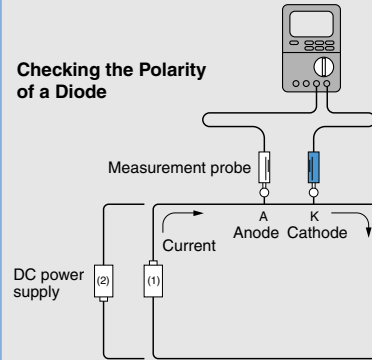 Checking the Polarity
of a Diode
Measurement probe
A
K
Anode
Cathode
Current
DC power
supply
(2)
(1)